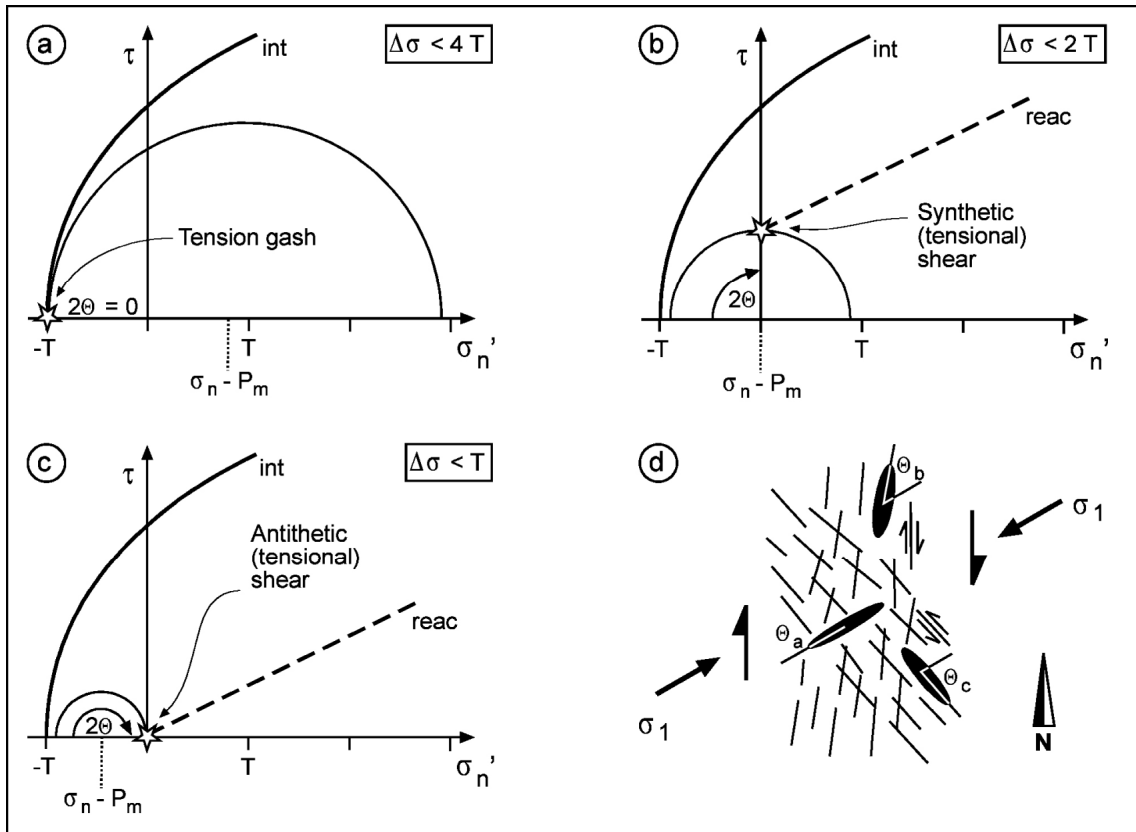 a
τ
int
Δσ < 4 T
Tension gash
2Θ = 0
-T
T
σn'
σn - Pm
b
τ
int
Δσ < 2 T
reac
Synthetic
(tensional)
shear
2Θ
-T
T
σn'
σn - Pm
c
τ
int
Δσ < T
Antithetic
(tensional)
shear
reac
2Θ
-T
T
σn'
σn - Pm
d
Θb
σ1
Θa
Θc
σ1
N